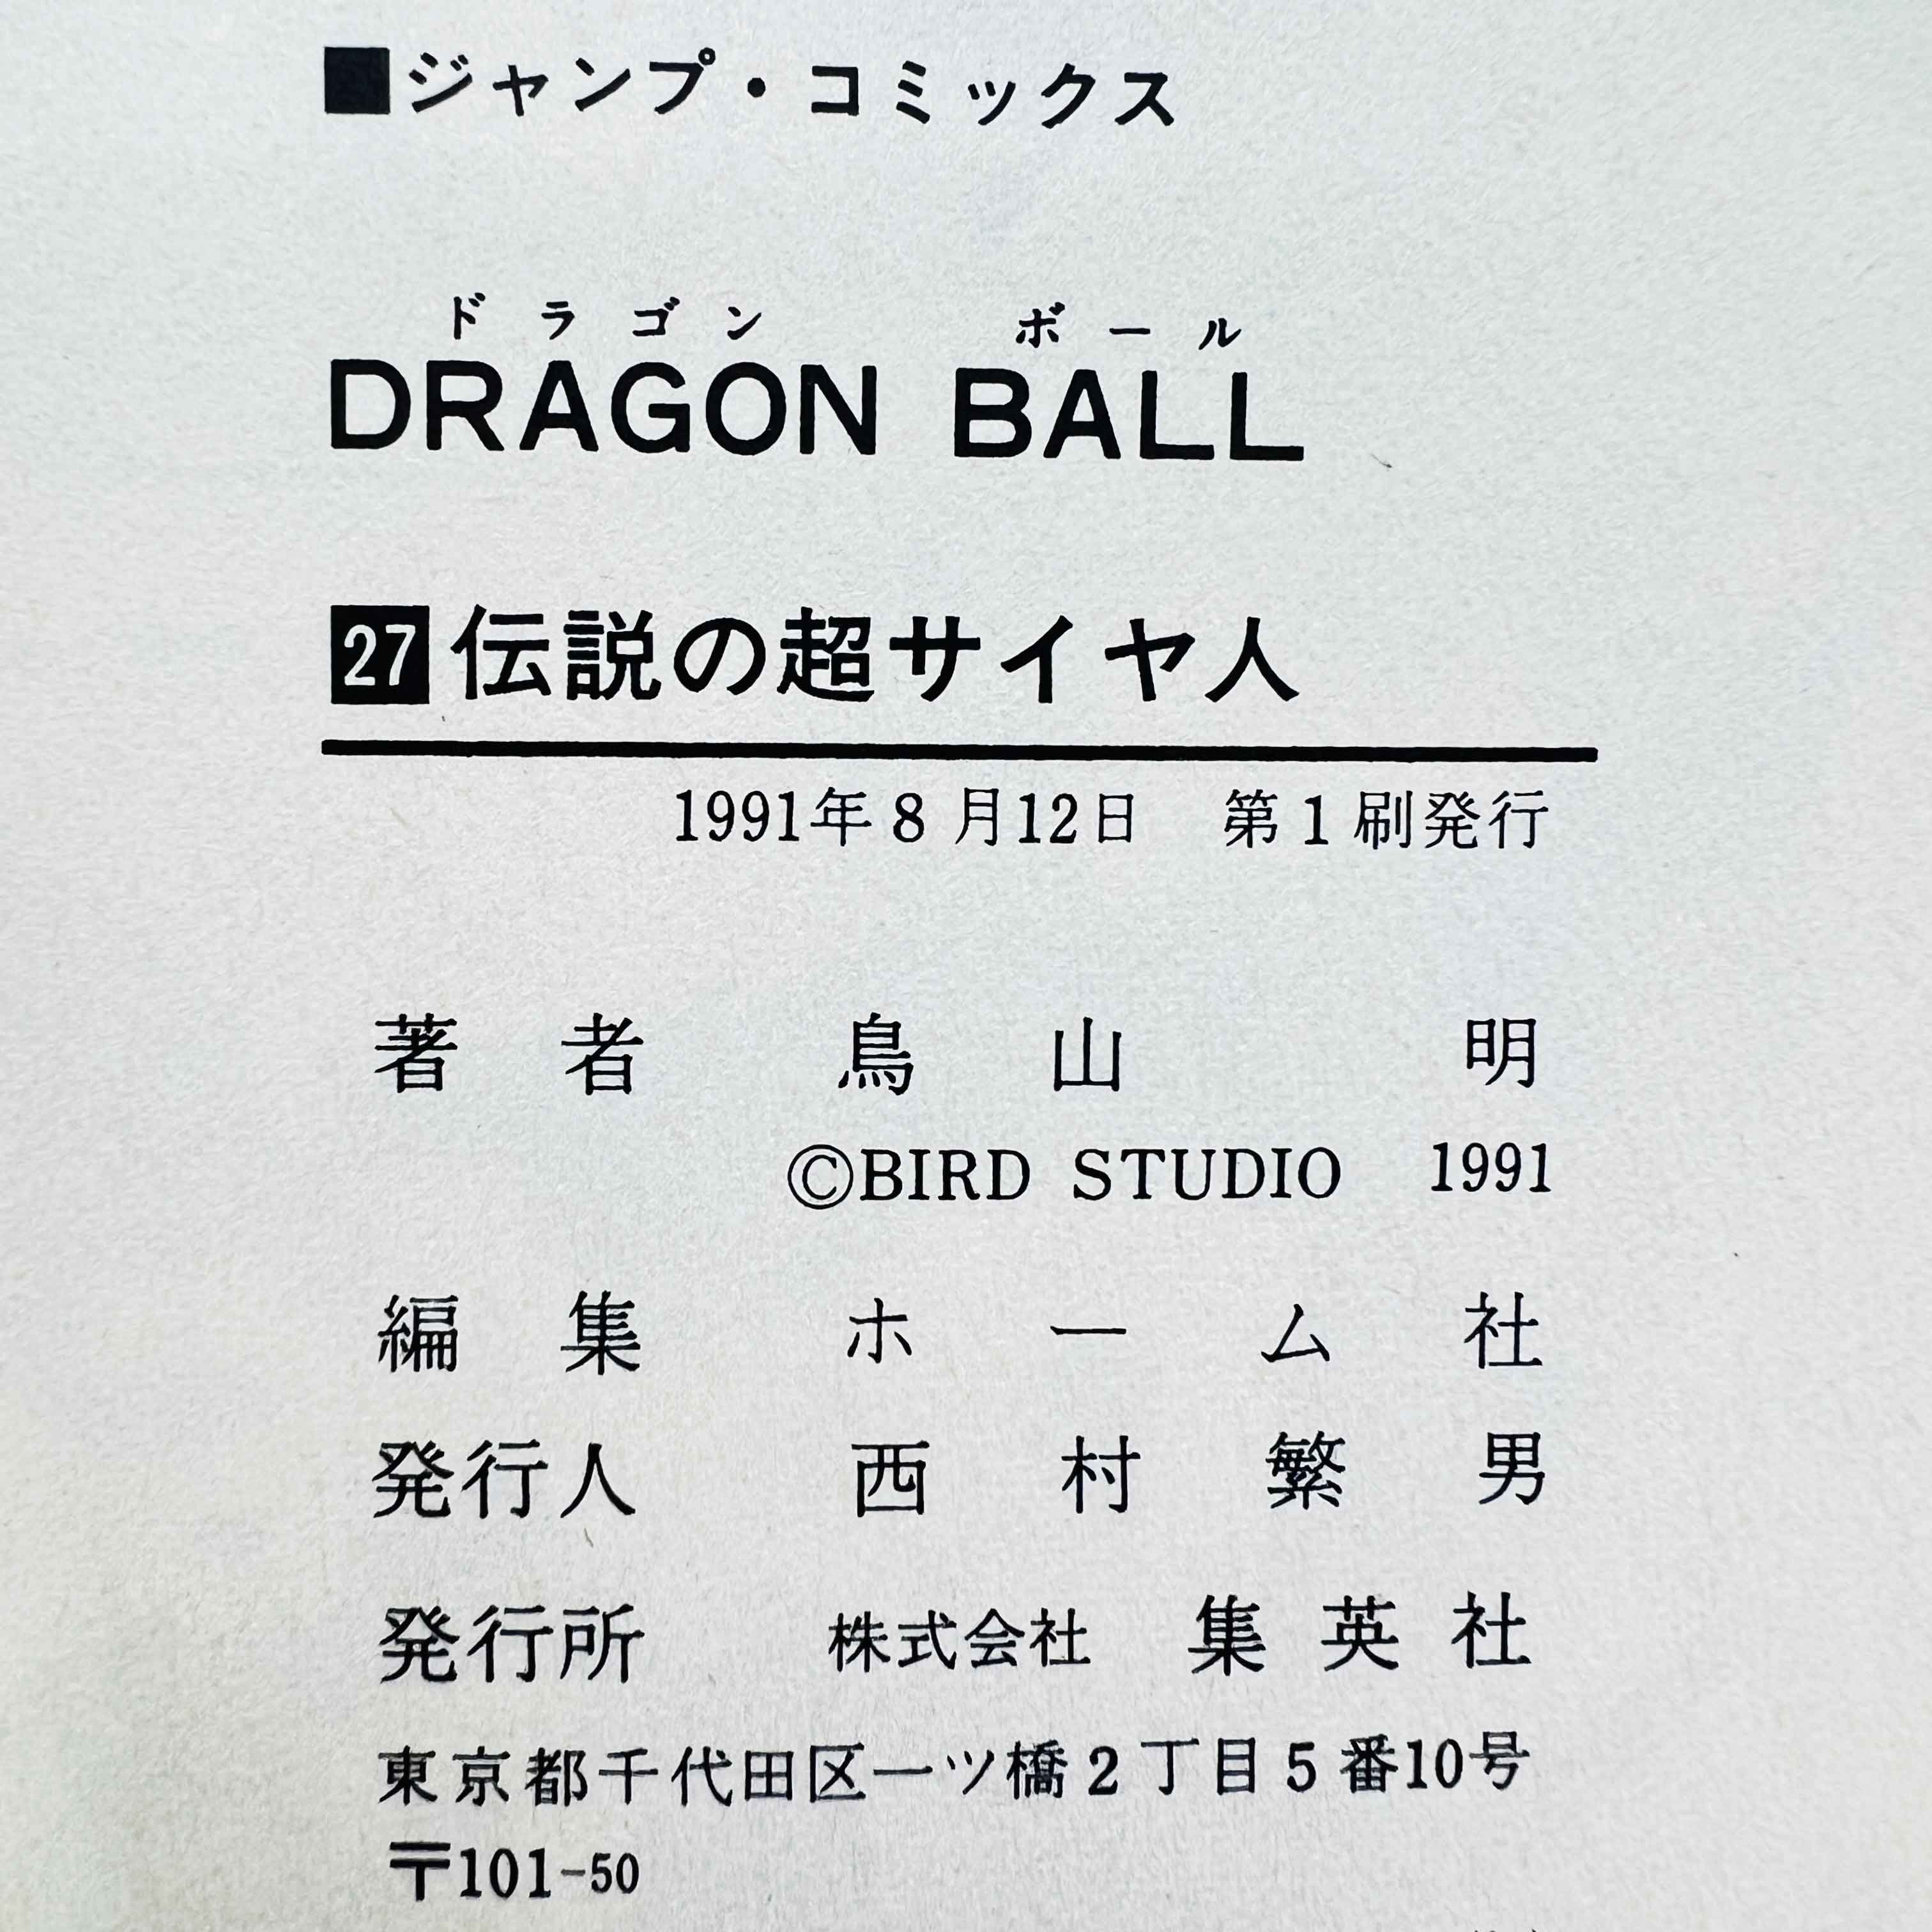 ■ジャンプ・コミックス
ドラゴン ボール
DRAGON BALL
27 伝説の超サイヤ人
1991年8月12日 第1刷発行
著者 鳥山明
©BIRD STUDIO 1991
編集 ホーム社
発行人 西村繁男
発行所 株式会社 集英社
東京都千代田区一ツ橋2丁目5番10号
〒101-50